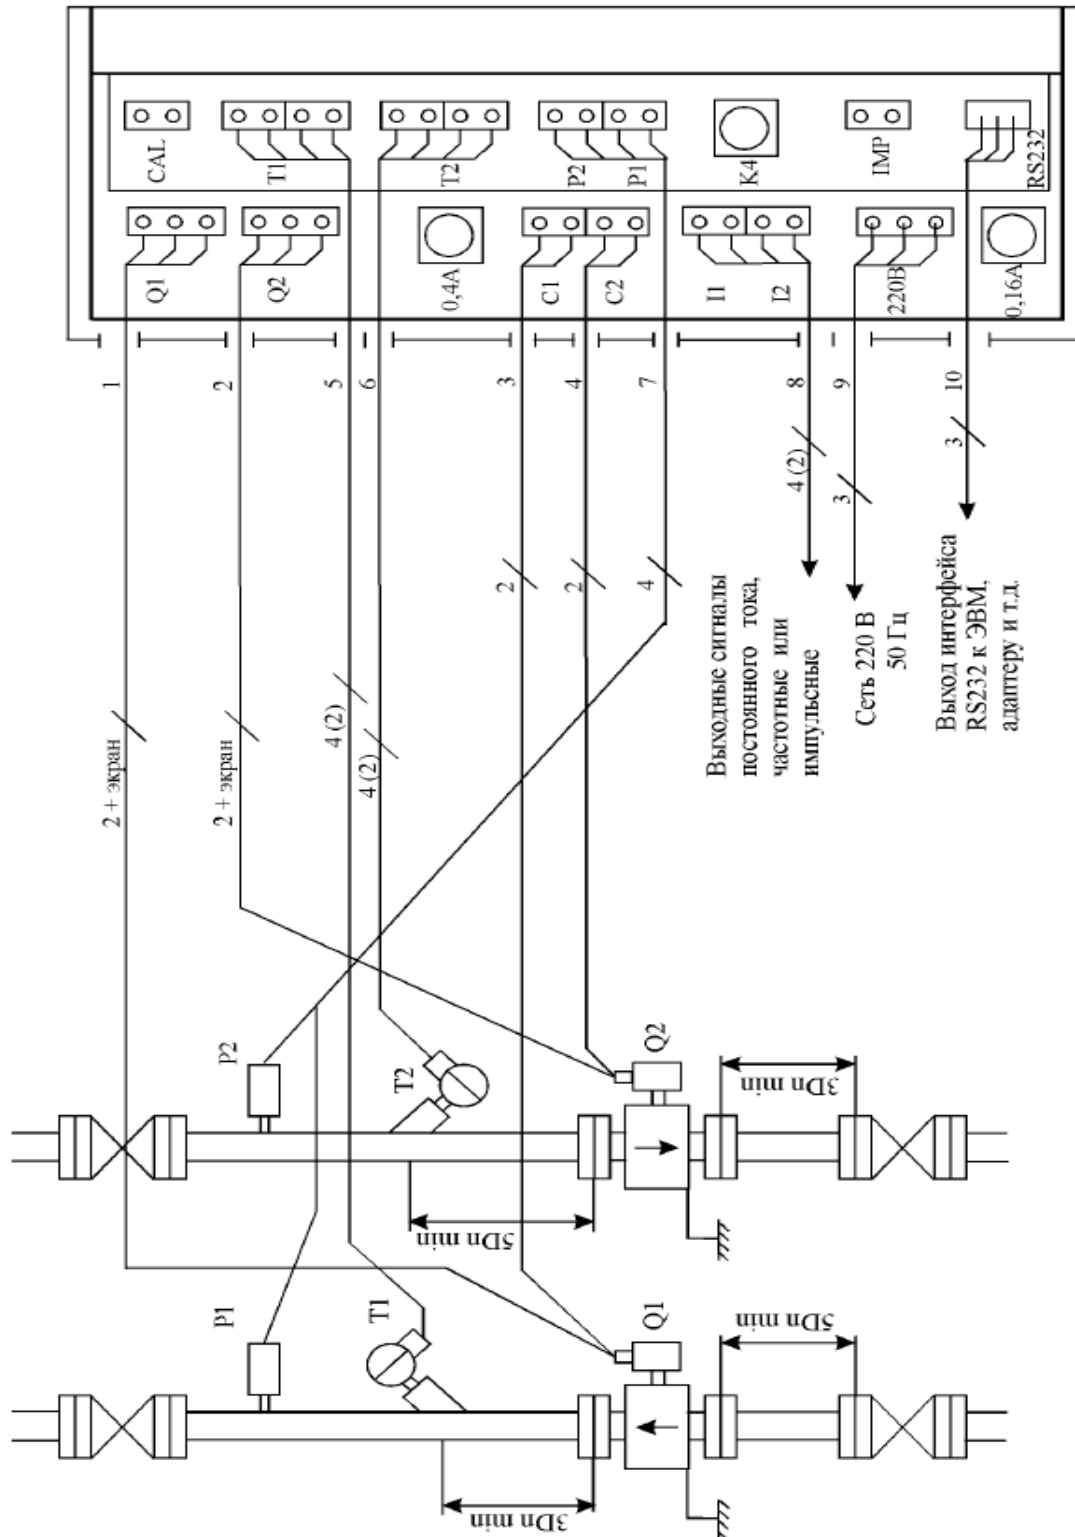 CAL
T1
T2
P2
P1
K4
IMP
RS232
Q1
Q2
0,4A
C1
C2
I1
I2
220В
0,16A
1
2
5
6
3
4
7
8
9
10
2 + экран
2 + экран
4 (2)
4 (2)
2
2
4
4 (2)
3
3
Выходные сигналы
постоянного тока,
частотные или
импульсные
Сеть 220 В
50 Гц
Выход интерфейса
RS232 к ЭВМ,
адаптеру и т.д.
P2
T2
Q2
5Dn min
3Dn min
P1
T1
Q1
3Dn min
5Dn min